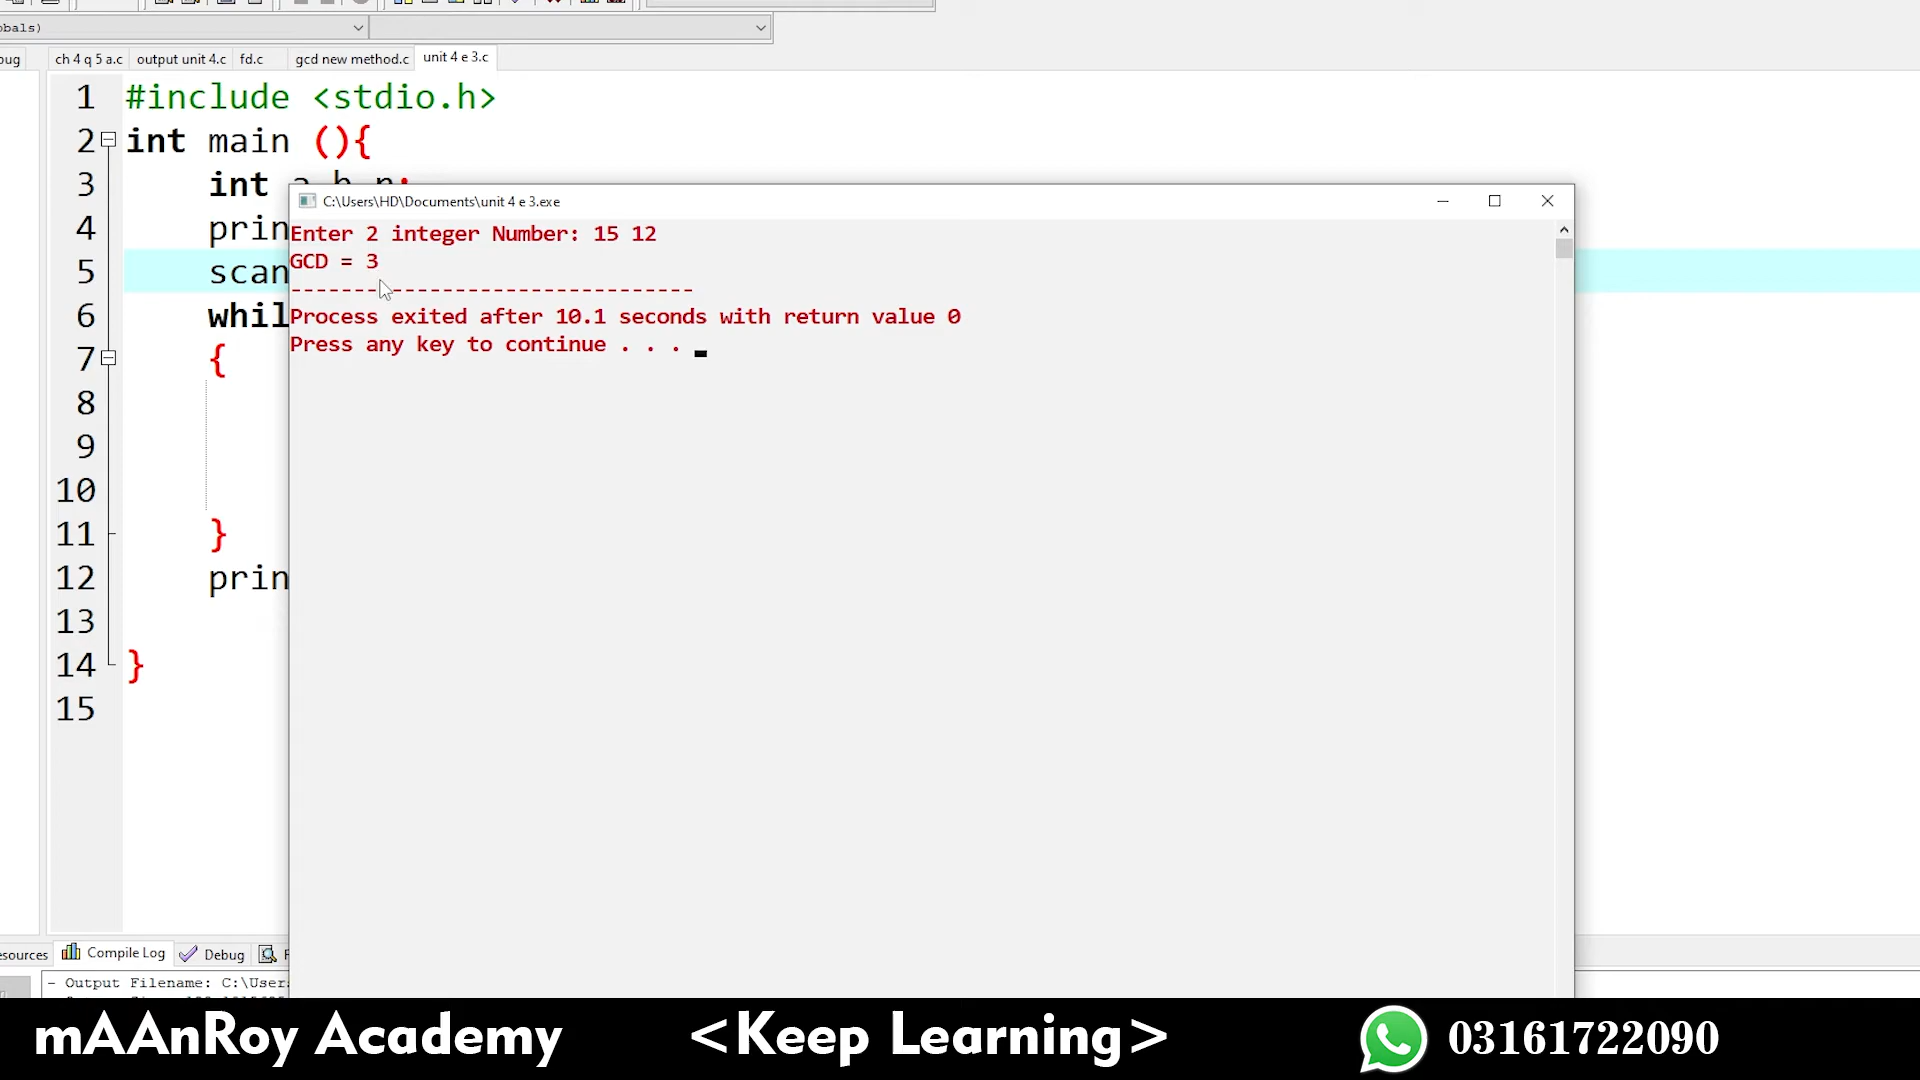 obals)
oug
ch 4 q 5 a.c
output unit 4.c
fd.c
gcd new method.c
unit 4 e 3.c
1 #include <stdio.h>
2 int main (){
3 int a,b,n;
4 prin
5 scan
6 whil
7 {
8
9
10
11 }
12 prin
13
14 }
15
C:\Users\HD\Documents\unit 4 e 3.exe
Enter 2 integer Number: 15 12
GCD = 3
--------------------------------
Process exited after 10.1 seconds with return value 0
Press any key to continue . . .
esources
Compile Log
Debug
F
- Output Filename: C:\Users
mAAnRoy Academy
<Keep Learning>
03161722090